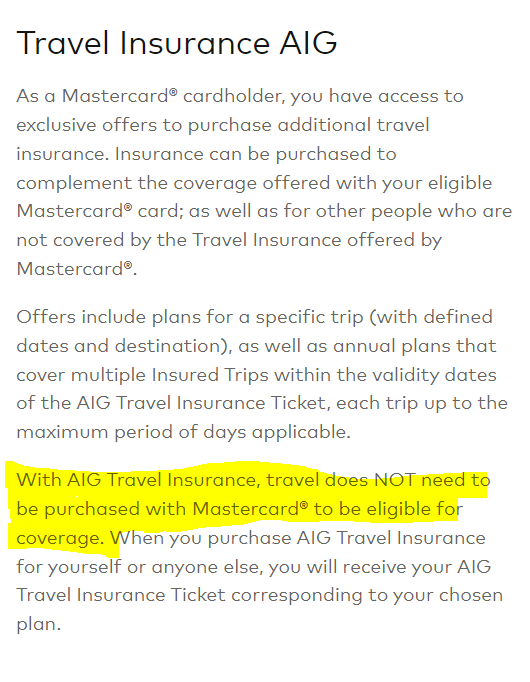 Travel Insurance AIG
As a Mastercard® cardholder, you have access to
exclusive offers to purchase additional travel
insurance. Insurance can be purchased to
complement the coverage offered with your eligible
Mastercard® card; as well as for other people who are
not covered by the Travel Insurance offered by
Mastercard®.
Offers include plans for a specific trip (with defined
dates and destination), as well as annual plans that
cover multiple Insured Trips within the validity dates
of the AIG Travel Insurance Ticket, each trip up to the
maximum period of days applicable.
With AIG Travel Insurance, travel does NOT need to
be purchased with Mastercard® to be eligible for
coverage. When you purchase AIG Travel Insurance
for yourself or anyone else, you will receive your AIG
Travel Insurance Ticket corresponding to your chosen
plan.